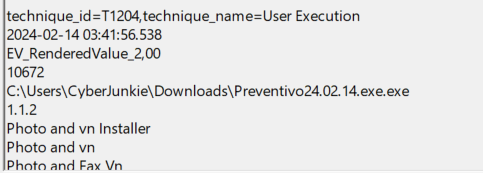 technique_id=T1204,technique_name=User Execution
2024-02-14 03:41:56.538
EV_RenderedValue_2,00
10672
C:\Users\CyberJunkie\Downloads\Preventivo24.02.14.exe.exe
1.1.2
Photo and vn Installer
Photo and vn
Photo and Fax Vn